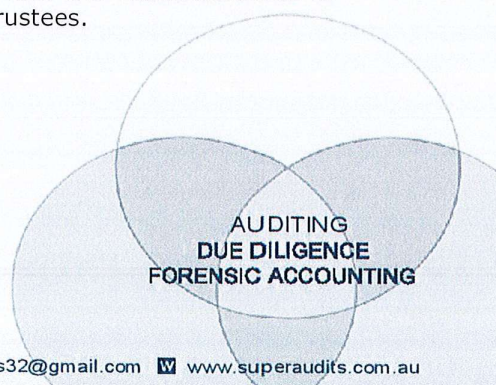 rustees.
AUDITING
DUE DILIGENCE
FORENSIC ACCOUNTING
s32@gmail.com W www.superaudits.com.au